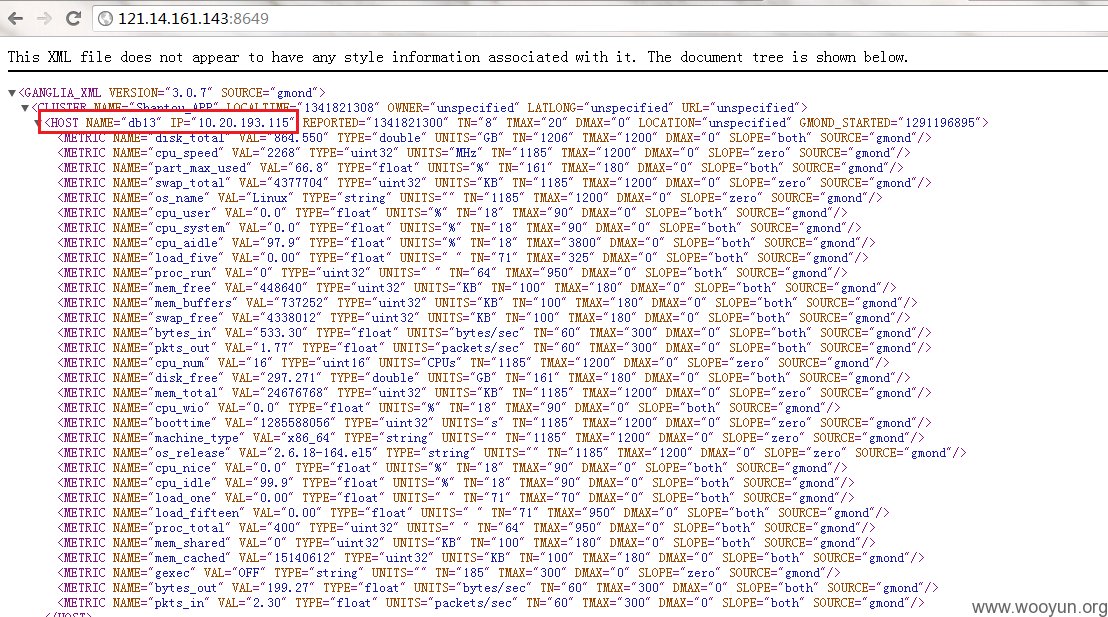 121.14.161.143:8649
This XML file does not appear to have any style information associated with it. The document tree is shown below.
▼<GANGLIA_XML VERSION="3.0.7" SOURCE="gmond">
▼<CLUSTER NAME="Shantou_APP" LOCALTIME="1341821308" OWNER="unspecified" LATLONG="unspecified" URL="unspecified">
▼<HOST NAME="db13" IP="10.20.193.115" REPORTED="1341821300" TN="8" TMAX="20" DMAX="0" LOCATION="unspecified" GMOND_STARTED="1291196895">
<METRIC NAME="disk_total" VAL="864.550" TYPE="double" UNITS="GB" TN="1206" TMAX="1200" DMAX="0" SLOPE="both" SOURCE="gmond"/>
<METRIC NAME="cpu_speed" VAL="2268" TYPE="uint32" UNITS="MHz" TN="1185" TMAX="1200" DMAX="0" SLOPE="zero" SOURCE="gmond"/>
<METRIC NAME="part_max_used" VAL="66.8" TYPE="float" UNITS="%" TN="161" TMAX="180" DMAX="0" SLOPE="both" SOURCE="gmond"/>
<METRIC NAME="swap_total" VAL="4377704" TYPE="uint32" UNITS="KB" TN="1185" TMAX="1200" DMAX="0" SLOPE="zero" SOURCE="gmond"/>
<METRIC NAME="os_name" VAL="Linux" TYPE="string" UNITS="" TN="1185" TMAX="1200" DMAX="0" SLOPE="zero" SOURCE="gmond"/>
<METRIC NAME="cpu_user" VAL="0.0" TYPE="float" UNITS="%" TN="18" TMAX="90" DMAX="0" SLOPE="both" SOURCE="gmond"/>
<METRIC NAME="cpu_system" VAL="0.0" TYPE="float" UNITS="%" TN="18" TMAX="90" DMAX="0" SLOPE="both" SOURCE="gmond"/>
<METRIC NAME="cpu_aidle" VAL="97.9" TYPE="float" UNITS="%" TN="18" TMAX="3800" DMAX="0" SLOPE="both" SOURCE="gmond"/>
<METRIC NAME="load_five" VAL="0.00" TYPE="float" UNITS=" " TN="71" TMAX="325" DMAX="0" SLOPE="both" SOURCE="gmond"/>
<METRIC NAME="proc_run" VAL="0" TYPE="uint32" UNITS=" " TN="64" TMAX="950" DMAX="0" SLOPE="both" SOURCE="gmond"/>
<METRIC NAME="mem_free" VAL="448640" TYPE="uint32" UNITS="KB" TN="100" TMAX="180" DMAX="0" SLOPE="both" SOURCE="gmond"/>
<METRIC NAME="mem_buffers" VAL="737252" TYPE="uint32" UNITS="KB" TN="100" TMAX="180" DMAX="0" SLOPE="both" SOURCE="gmond"/>
<METRIC NAME="swap_free" VAL="4338012" TYPE="uint32" UNITS="KB" TN="100" TMAX="180" DMAX="0" SLOPE="both" SOURCE="gmond"/>
<METRIC NAME="bytes_in" VAL="533.30" TYPE="float" UNITS="bytes/sec" TN="60" TMAX="300" DMAX="0" SLOPE="both" SOURCE="gmond"/>
<METRIC NAME="pkts_out" VAL="1.77" TYPE="float" UNITS="packets/sec" TN="60" TMAX="300" DMAX="0" SLOPE="both" SOURCE="gmond"/>
<METRIC NAME="cpu_num" VAL="16" TYPE="uint16" UNITS="CPUs" TN="1185" TMAX="1200" DMAX="0" SLOPE="zero" SOURCE="gmond"/>
<METRIC NAME="disk_free" VAL="297.271" TYPE="double" UNITS="GB" TN="161" TMAX="180" DMAX="0" SLOPE="both" SOURCE="gmond"/>
<METRIC NAME="mem_total" VAL="24676768" TYPE="uint32" UNITS="KB" TN="1185" TMAX="1200" DMAX="0" SLOPE="zero" SOURCE="gmond"/>
<METRIC NAME="cpu_wio" VAL="0.0" TYPE="float" UNITS="%" TN="18" TMAX="90" DMAX="0" SLOPE="both" SOURCE="gmond"/>
<METRIC NAME="boottime" VAL="1285588056" TYPE="uint32" UNITS="s" TN="1185" TMAX="1200" DMAX="0" SLOPE="zero" SOURCE="gmond"/>
<METRIC NAME="machine_type" VAL="x86_64" TYPE="string" UNITS="" TN="1185" TMAX="1200" DMAX="0" SLOPE="zero" SOURCE="gmond"/>
<METRIC NAME="os_release" VAL="2.6.18-164.el5" TYPE="string" UNITS="" TN="1185" TMAX="1200" DMAX="0" SLOPE="zero" SOURCE="gmond"/>
<METRIC NAME="cpu_nice" VAL="0.0" TYPE="float" UNITS="%" TN="18" TMAX="90" DMAX="0" SLOPE="both" SOURCE="gmond"/>
<METRIC NAME="cpu_idle" VAL="99.9" TYPE="float" UNITS="%" TN="18" TMAX="90" DMAX="0" SLOPE="both" SOURCE="gmond"/>
<METRIC NAME="load_one" VAL="0.00" TYPE="float" UNITS=" " TN="71" TMAX="70" DMAX="0" SLOPE="both" SOURCE="gmond"/>
<METRIC NAME="load_fifteen" VAL="0.00" TYPE="float" UNITS=" " TN="71" TMAX="950" DMAX="0" SLOPE="both" SOURCE="gmond"/>
<METRIC NAME="proc_total" VAL="400" TYPE="uint32" UNITS=" " TN="64" TMAX="950" DMAX="0" SLOPE="both" SOURCE="gmond"/>
<METRIC NAME="mem_shared" VAL="0" TYPE="uint32" UNITS="KB" TN="100" TMAX="180" DMAX="0" SLOPE="both" SOURCE="gmond"/>
<METRIC NAME="mem_cached" VAL="15140612" TYPE="uint32" UNITS="KB" TN="100" TMAX="180" DMAX="0" SLOPE="both" SOURCE="gmond"/>
<METRIC NAME="gexec" VAL="OFF" TYPE="string" UNITS="" TN="185" TMAX="300" DMAX="0" SLOPE="zero" SOURCE="gmond"/>
<METRIC NAME="bytes_out" VAL="199.27" TYPE="float" UNITS="bytes/sec" TN="60" TMAX="300" DMAX="0" SLOPE="both" SOURCE="gmond"/>
<METRIC NAME="pkts_in" VAL="2.30" TYPE="float" UNITS="packets/sec" TN="60" TMAX="300" DMAX="0" SLOPE="both" SOURCE="gmond"/>
</HOST>
www.wooyun.org